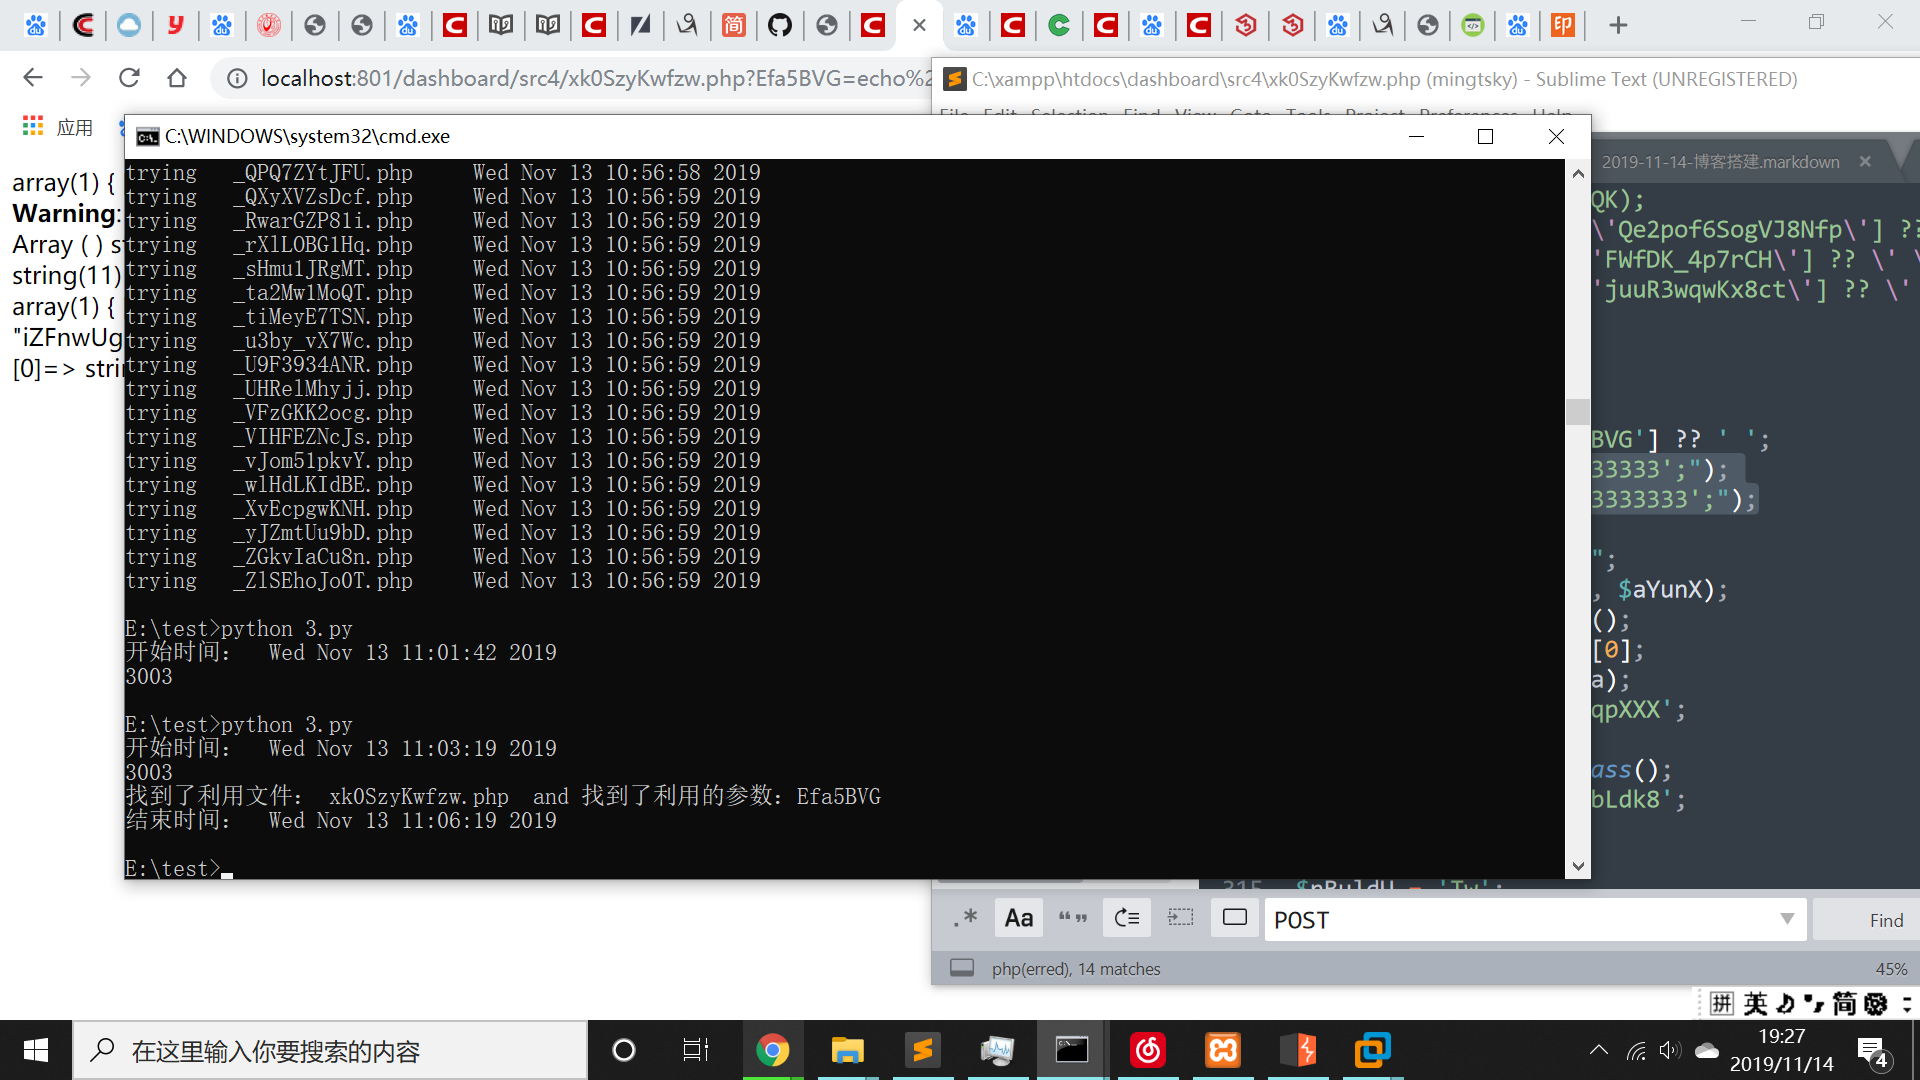 localhost:801/dashboard/src4/xk0SzyKwfzw.php?Efa5BVG=echo%2
C:\xampp\htdocs\dashboard\src4\xk0SzyKwfzw.php (mingtsky) - Sublime Text (UNREGISTERED)
File Edit Selection Find View Goto Tools Project Preferences Help
应用
C:\WINDOWS\system32\cmd.exe
2019-11-14-博客搭建.markdown
array(1) {
Warning:
Array ( ) st
string(11)
array(1) {
"iZFnwUg
[0]=> strin
trying _QPQ7ZYtJFU.php Wed Nov 13 10:56:58 2019
trying _QXyXVZsDcf.php Wed Nov 13 10:56:59 2019
trying _RwarGZP81i.php Wed Nov 13 10:56:59 2019
trying _rXlLOBG1Hq.php Wed Nov 13 10:56:59 2019
trying _sHmu1JRgMT.php Wed Nov 13 10:56:59 2019
trying _ta2Mw1MoQT.php Wed Nov 13 10:56:59 2019
trying _tiMeyE7TSN.php Wed Nov 13 10:56:59 2019
trying _u3by_vX7Wc.php Wed Nov 13 10:56:59 2019
trying _U9F3934ANR.php Wed Nov 13 10:56:59 2019
trying _UHRelMhyjj.php Wed Nov 13 10:56:59 2019
trying _VFzGKK2ocg.php Wed Nov 13 10:56:59 2019
trying _VIHFEZNcJs.php Wed Nov 13 10:56:59 2019
trying _vJom51pkvY.php Wed Nov 13 10:56:59 2019
trying _wlHdLKIdBE.php Wed Nov 13 10:56:59 2019
trying _XvEcpgwKNH.php Wed Nov 13 10:56:59 2019
trying _yJZmtUu9bD.php Wed Nov 13 10:56:59 2019
trying _ZGkvIaCu8n.php Wed Nov 13 10:56:59 2019
trying _ZlSEhoJo0T.php Wed Nov 13 10:56:59 2019
E:\test>python 3.py
开始时间： Wed Nov 13 11:01:42 2019
3003
E:\test>python 3.py
开始时间： Wed Nov 13 11:03:19 2019
3003
找到了利用文件： xk0SzyKwfzw.php and 找到了利用的参数：Efa5BVG
结束时间： Wed Nov 13 11:06:19 2019
E:\test>
QK);
\'Qe2pof6SogVJ8Nfp\'] ??
'FWfDK_4p7rCH\'] ?? \' \
'juuR3wqwKx8ct\'] ?? \'
BVG'] ?? ' ';
33333';");
3333333';");
";
, $aYunX);
();
[0];
a);
qpXXX';
ass();
bLdk8';
315 $nBuldU = 'Tw';
.* Aa “” POST Find
php(erred), 14 matches 45%
拼 英 简
在这里输入你要搜索的内容
19:27
2019/11/14
4